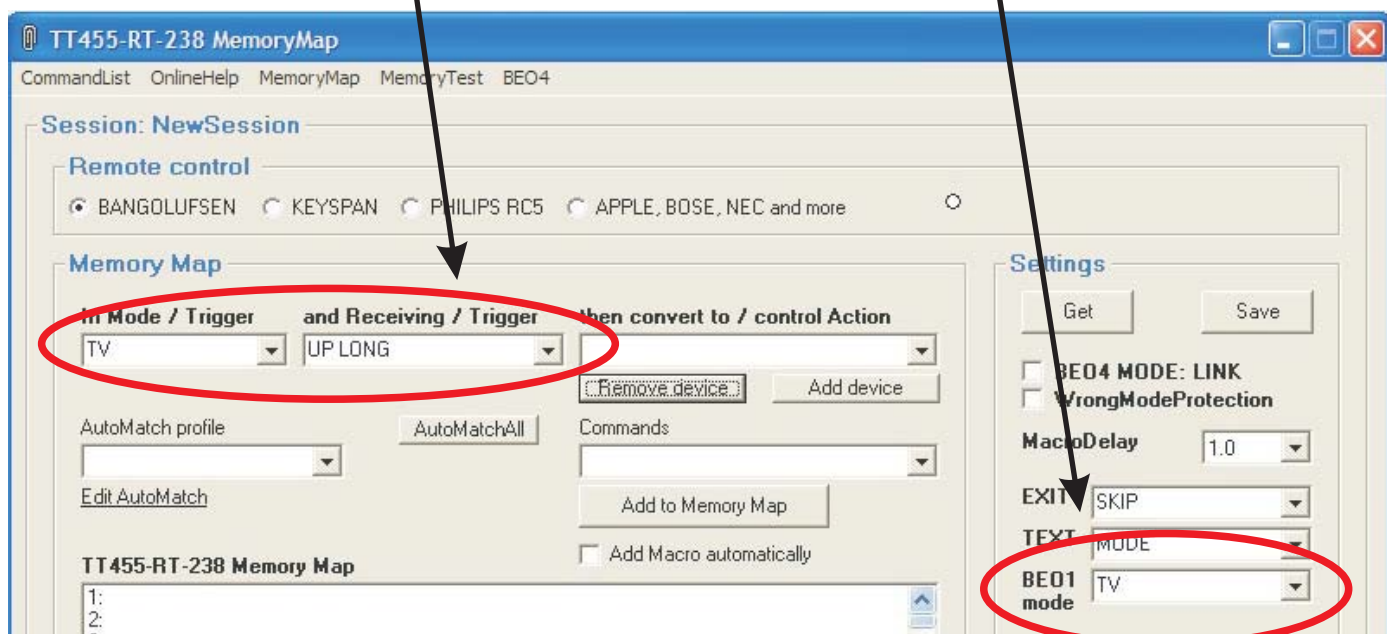 TT455-RT-238 MemoryMap
CommandList OnlineHelp MemoryMap MemoryTest BEO4
Session: NewSession
Remote control
BANGOLUFSEN KEYSPAN PHILIPS RC5 APPLE, BOSE, NEC and more
Memory Map
In Mode / Trigger and Receiving / Trigger then convert to / control Action
TV UP LONG
Remove device Add device
AutoMatch profile AutoMatchAll Commands
Edit AutoMatch
Add to Memory Map
Add Macro automatically
TT455-RT-238 Memory Map
1:
2:
Settings
Get Save
BEO4 MODE: LINK
WrongModeProtection
MacroDelay 1.0
EXIT SKIP
TEXT MODE
BEO1 TV
mode